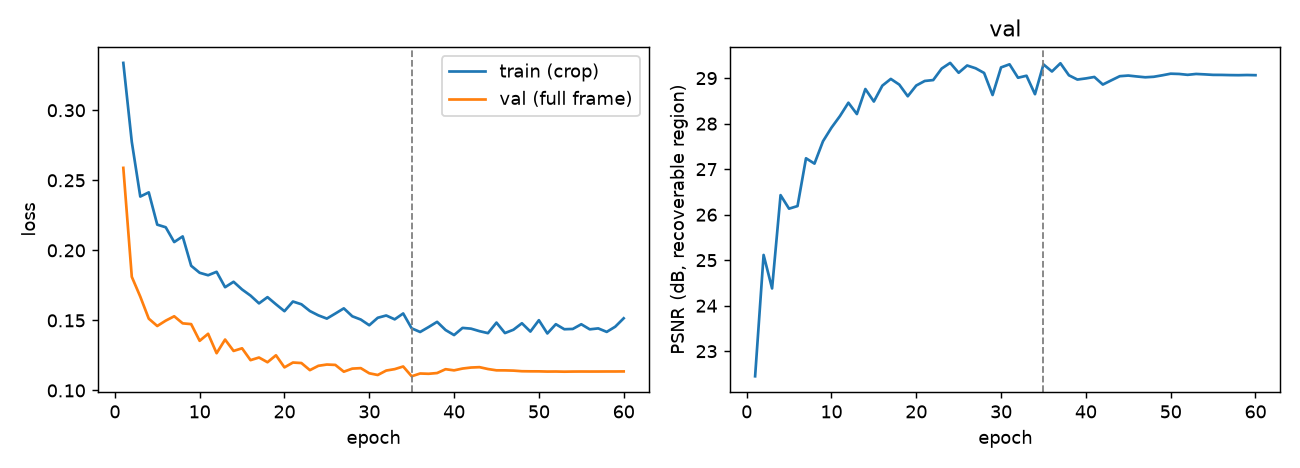 0.30
0.25
0.20
0.15
0.10
loss
0 10 20 30 40 50 60
epoch
train (crop)
val (full frame)
val
29
28
27
26
25
24
23
PSNR (dB, recoverable region)
0 10 20 30 40 50 60
epoch